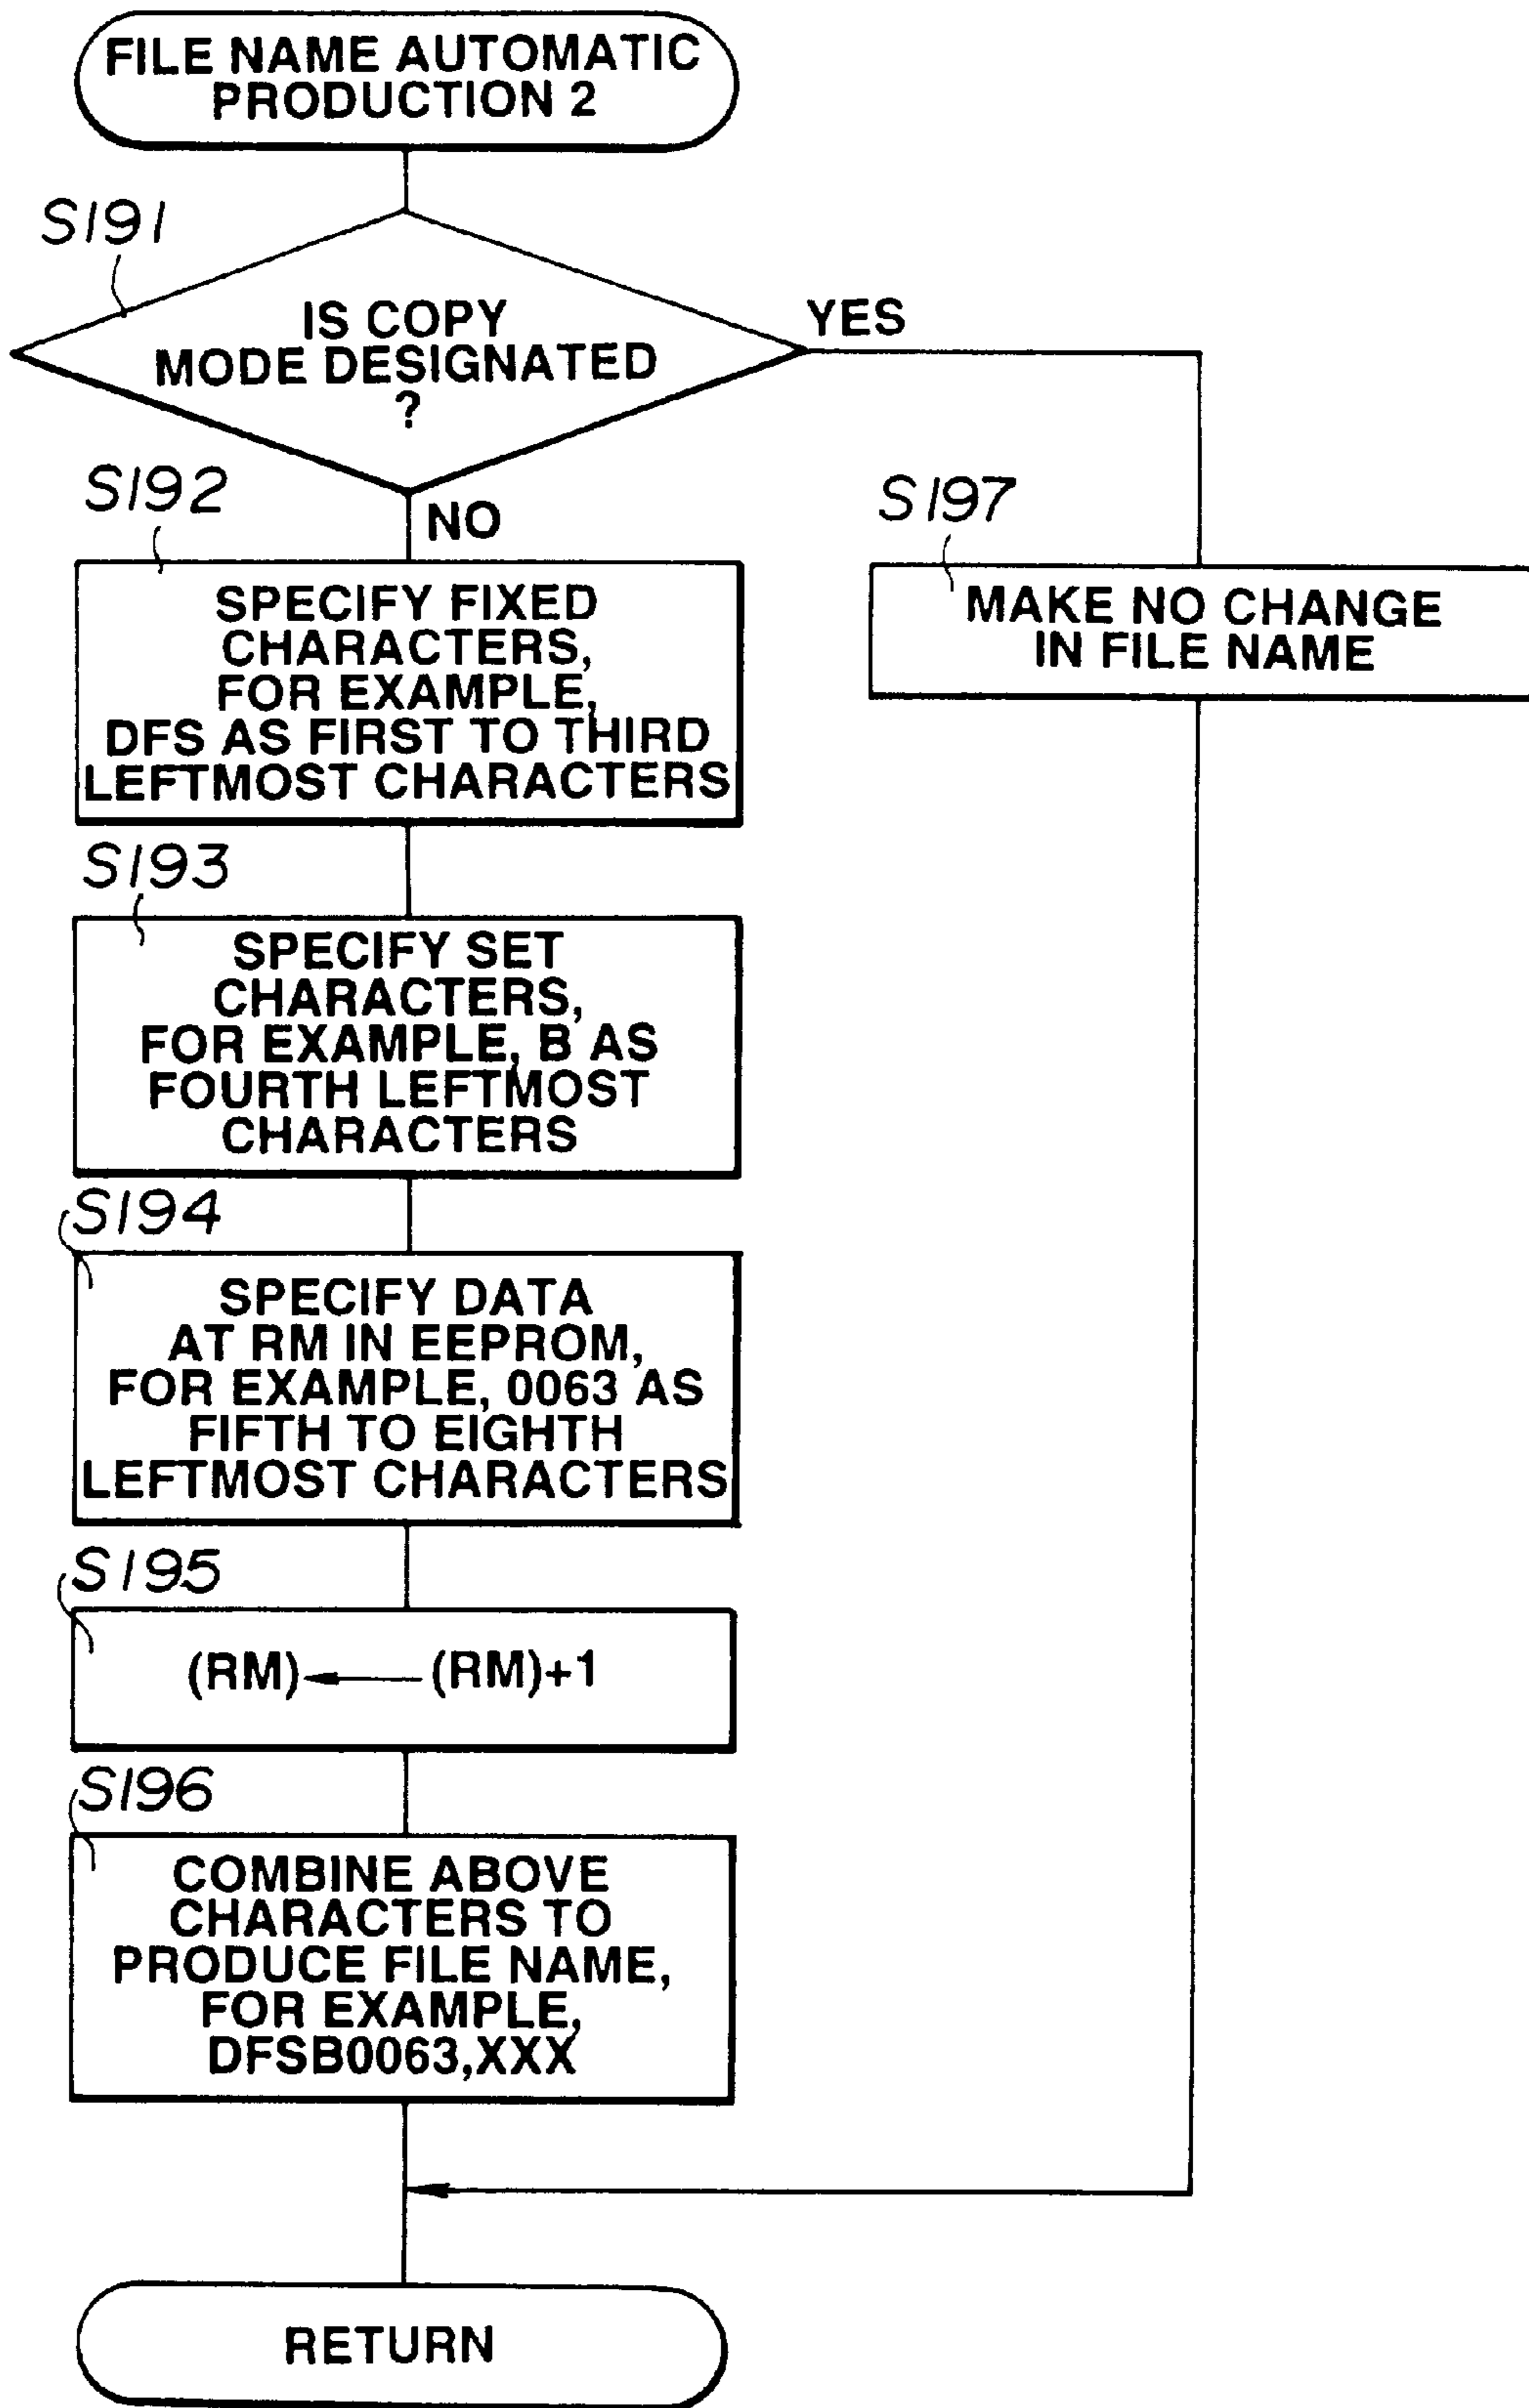 FILE NAME AUTOMATIC
PRODUCTION 2
S191
IS COPY
MODE DESIGNATED
?
YES
NO
S192
SPECIFY FIXED
CHARACTERS,
FOR EXAMPLE,
DFS AS FIRST TO THIRD
LEFTMOST CHARACTERS
S197
MAKE NO CHANGE
IN FILE NAME
S193
SPECIFY SET
CHARACTERS,
FOR EXAMPLE, B AS
FOURTH LEFTMOST
CHARACTERS
S194
SPECIFY DATA
AT RM IN EEPROM,
FOR EXAMPLE, 0063 AS
FIFTH TO EIGHTH
LEFTMOST CHARACTERS
S195
(RM) ← (RM)+1
S196
COMBINE ABOVE
CHARACTERS TO
PRODUCE FILE NAME,
FOR EXAMPLE,
DFSB0063,XXX
RETURN